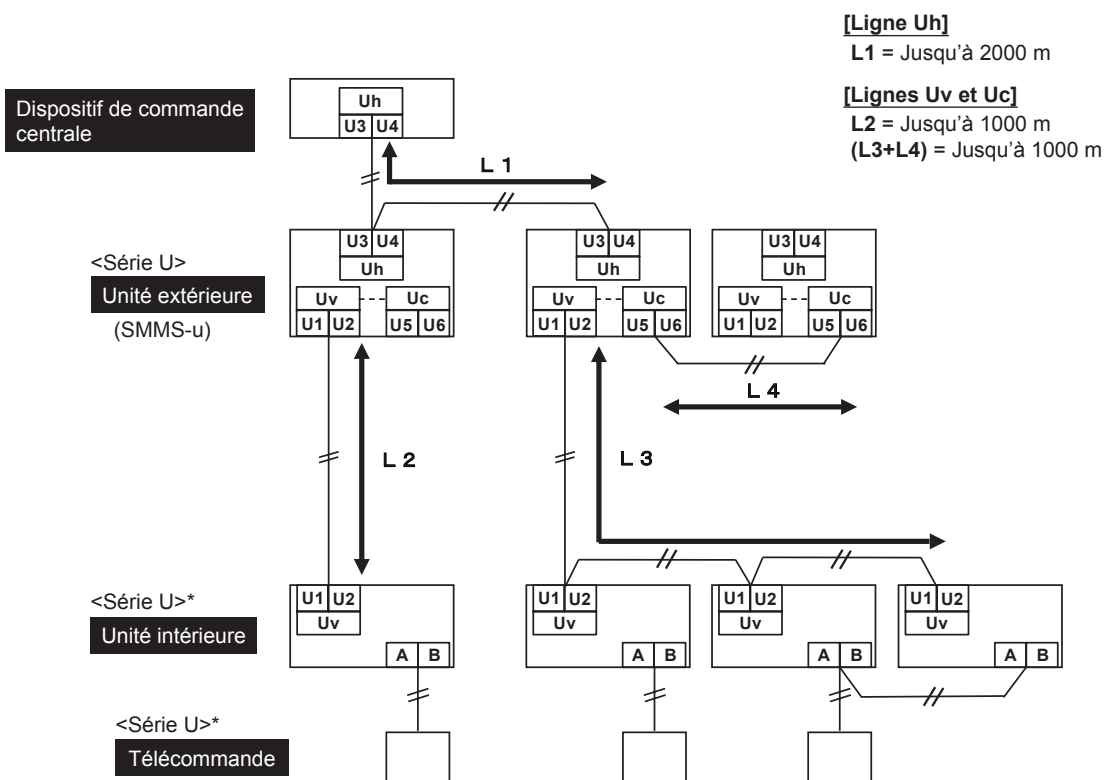 [Ligne Uh]
L1 = Jusqu'à 2000 m
[Lignes Uv et Uc]
L2 = Jusqu'à 1000 m
(L3+L4) = Jusqu'à 1000 m
Dispositif de commande
centrale
Uh
U3 U4
L 1
<Série U>
Unité extérieure
(SMMS-u)
U3 U4
Uh
Uv Uc
U1 U2 U5 U6
U3 U4
Uh
Uv Uc
U1 U2 U5 U6
U3 U4
Uh
Uv Uc
U1 U2 U5 U6
L 4
L 2
L 3
<Série U>*
Unité intérieure
U1 U2
Uv
A B
U1 U2
Uv
A B
U1 U2
Uv
A B
U1 U2
Uv
A B
<Série U>*
Télécommande